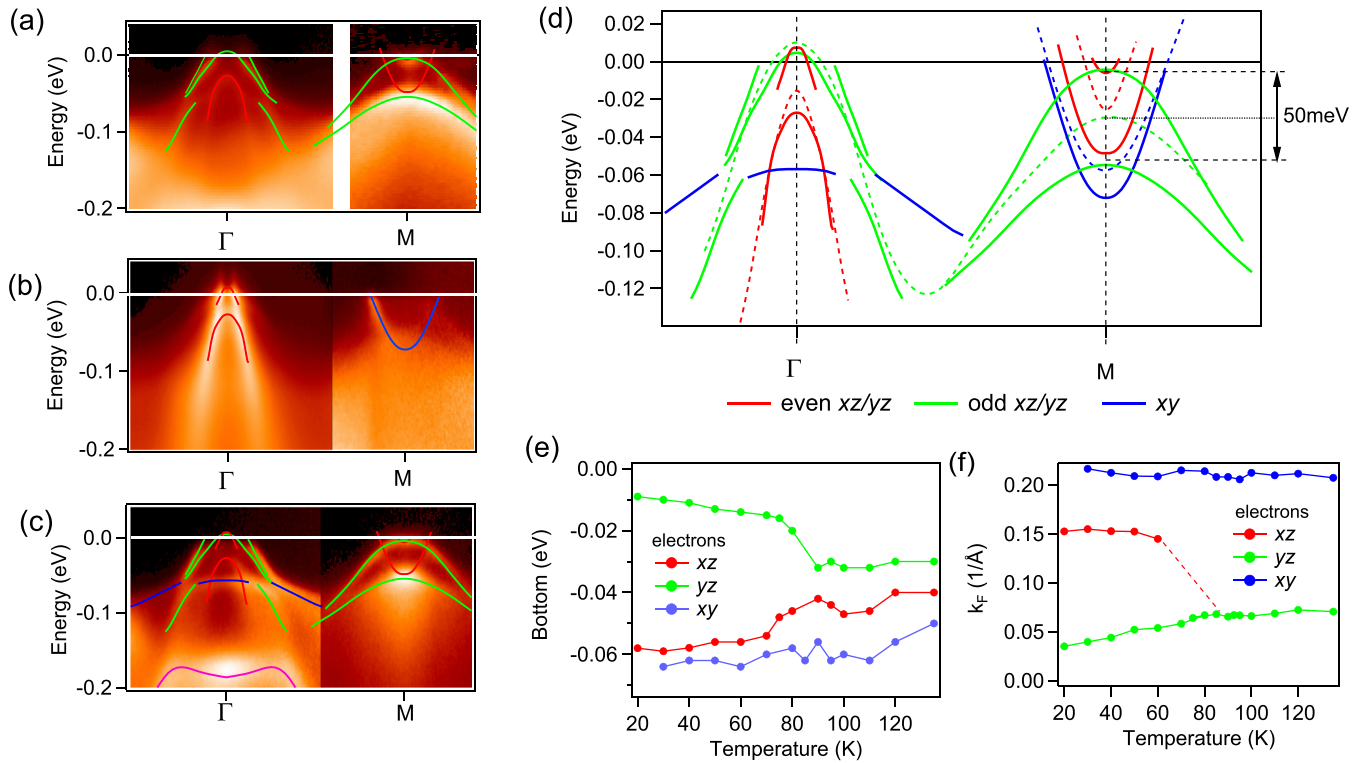 (a)
Energy (eV)
0.0
-0.1
-0.2
Γ
M
(b)
Energy (eV)
0.0
-0.1
-0.2
Γ
M
(c)
Energy (eV)
0.0
-0.1
-0.2
Γ
M
(d)
Energy (eV)
0.02
0.00
-0.02
-0.04
-0.06
-0.08
-0.10
-0.12
50meV
Γ
M
even xz/yz
odd xz/yz
xy
(e)
Bottom (eV)
0.00
-0.02
-0.04
-0.06
electrons
xz
yz
xy
20 40 60 80 100 120
Temperature (K)
(f)
k_F (1/Å)
0.20
0.15
0.10
0.05
0.00
electrons
xz
yz
xy
20 40 60 80 100 120
Temperature (K)